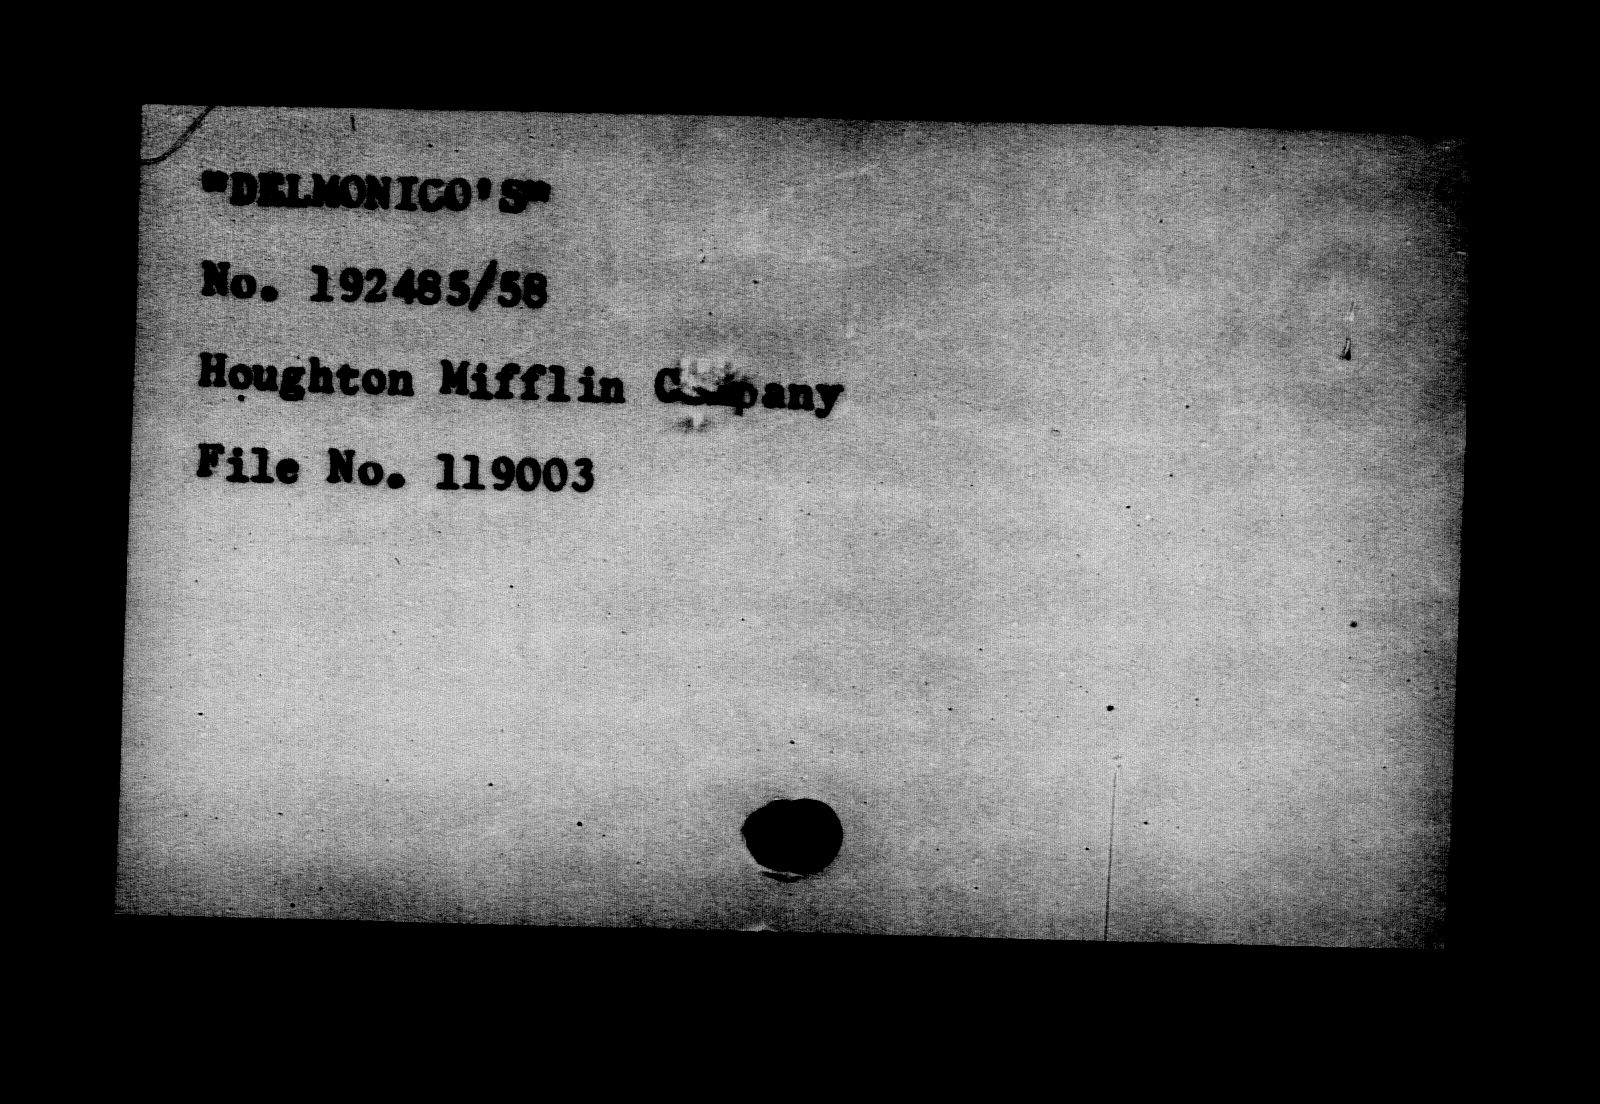 "DELMONICO'S"
No. 192485/58
Houghton Mifflin Company
File No. 119003